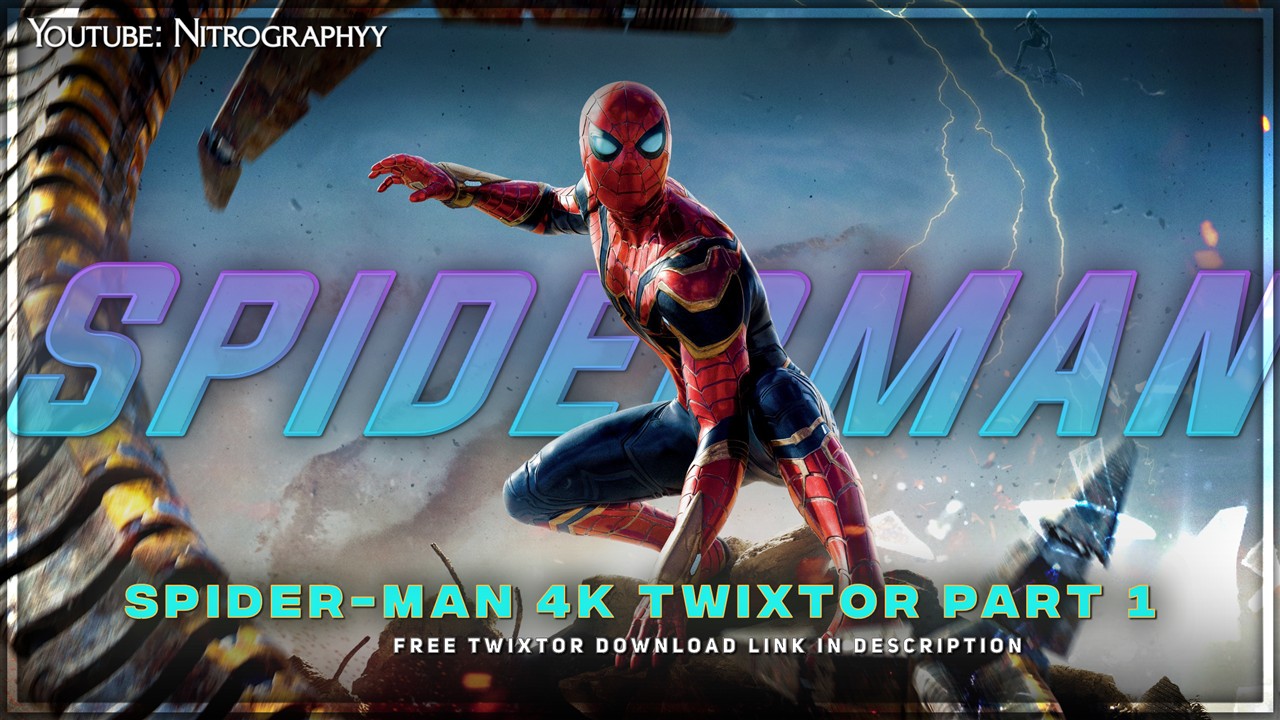 Youtube: Nitrographyy
SPIDERMAN
SPIDER-MAN 4K TWIXTOR PART 1
FREE TWIXTOR DOWNLOAD LINK IN DESCRIPTION